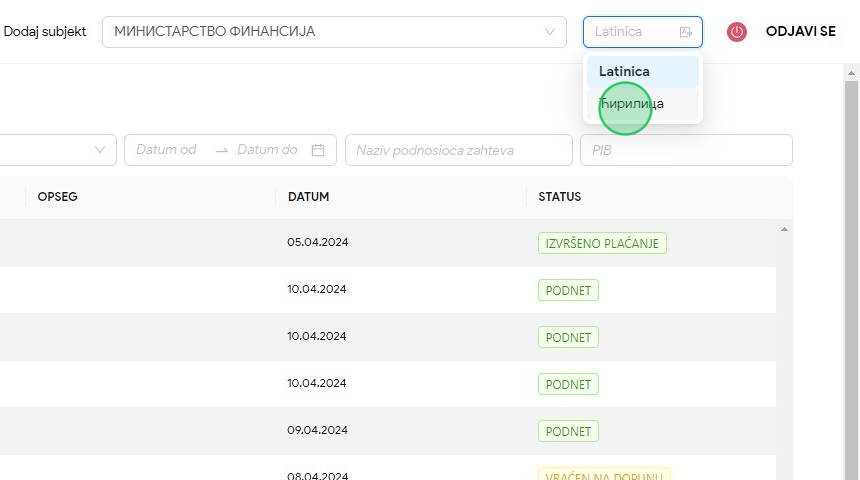 Dodaj subjekt МИНИСТАРСТВО ФИНАНСИЈА Latinica ODJAVI SE
Latinica
Ћирилица
Datum od Datum do Naziv podnosioca zahteva PIB
OPSEG DATUM STATUS
05.04.2024 IZVRŠENO PLAĆANJE
10.04.2024 PODNET
10.04.2024 PODNET
10.04.2024 PODNET
09.04.2024 PODNET
08.04.2024 VRAĆEN NA DOPUNU